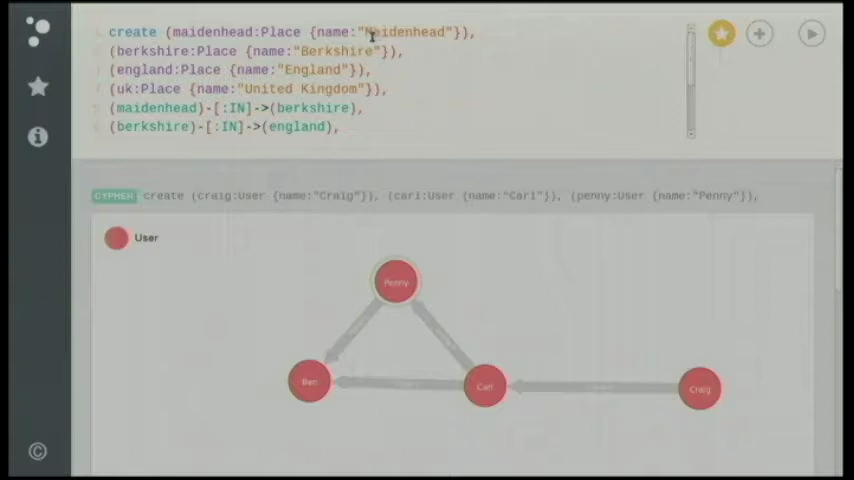 create (maidenhead:Place {name:"Maidenhead"}),
(berkshire:Place {name:"Berkshire"}),
(england:Place {name:"England"}),
(uk:Place {name:"United Kingdom"}),
(maidenhead)-[:IN]->(berkshire),
(berkshire)-[:IN]->(england),
CYPHER create (craig:User {name:"Craig"}), (carl:User {name:"Carl"}), (penny:User {name:"Penny"}),
User
Penny
Ben
Carl
Craig
©